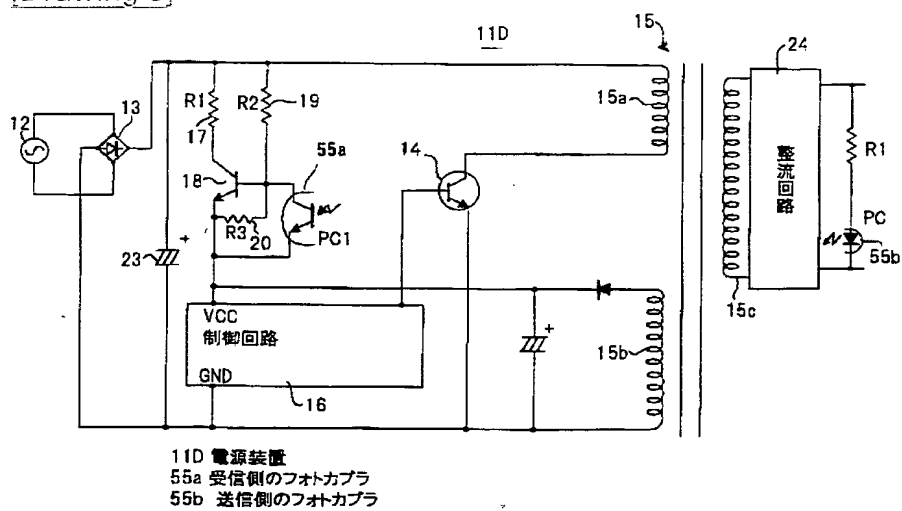 11D
15
24
12
13
R1
17
R2
19
15a
55a
14
18
R3
20
PC1
整流回路
R1
PC
55b
23
+
VCC
制御回路
GND
16
+
15b
15c
11D 電源装置
55a 受信側のフォトカプラ
55b 送信側のフォトカプラ